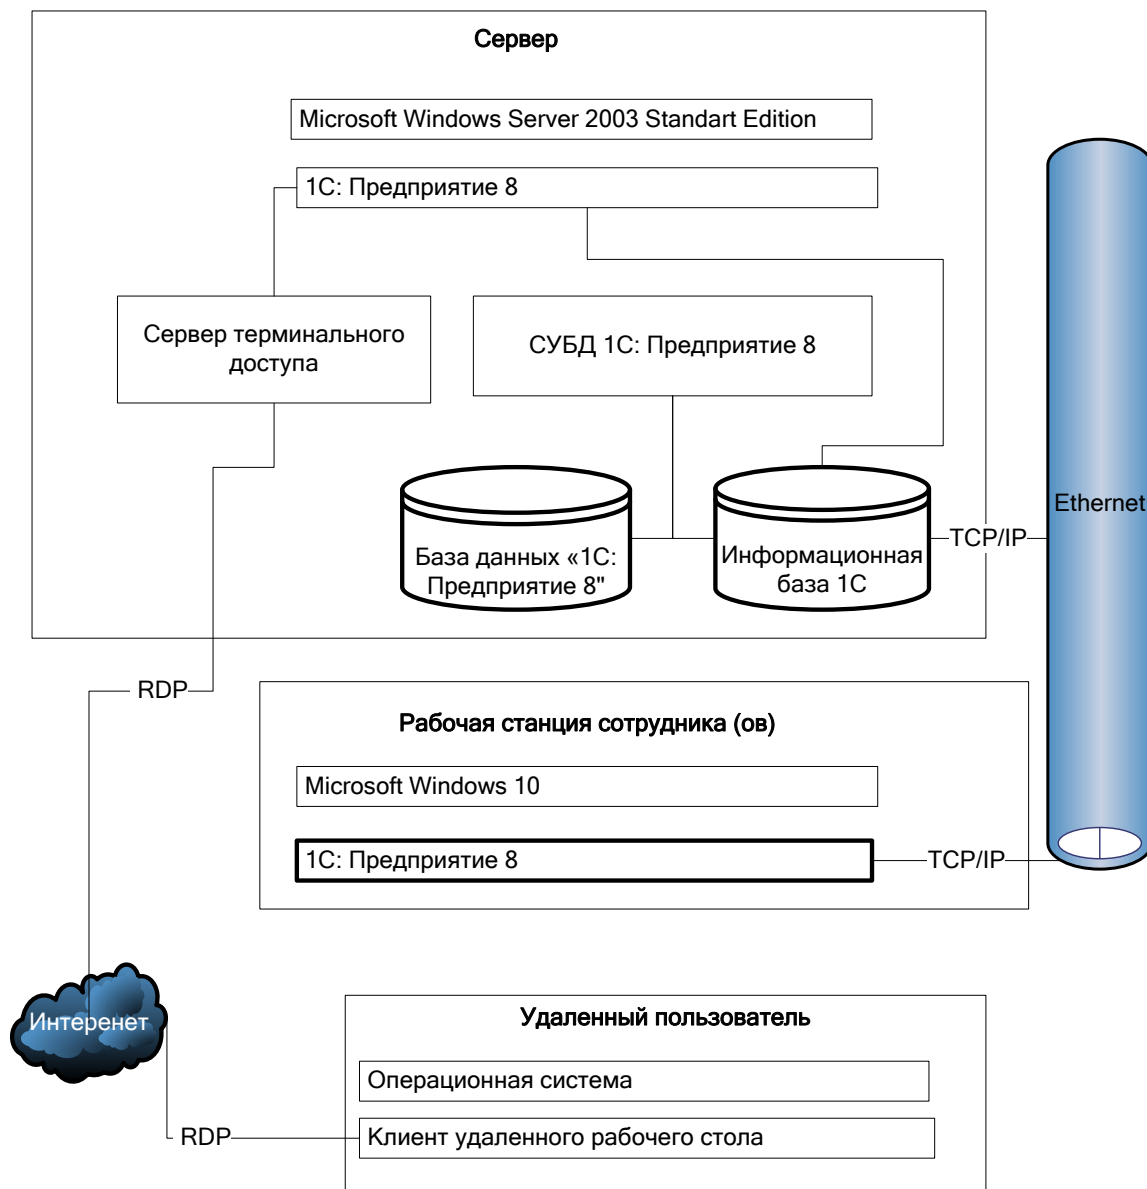 Сервер
Microsoft Windows Server 2003 Standart Edition
1С: Предприятие 8
Сервер терминального
доступа
СУБД 1С: Предприятие 8
База данных «1С:
Предприятие 8"
Информационная
база 1С
TCP/IP
Ethernet
RDP
Рабочая станция сотрудника (ов)
Microsoft Windows 10
1С: Предприятие 8
TCP/IP
Интеренет
Удаленный пользователь
Операционная система
RDP
Клиент удаленного рабочего стола